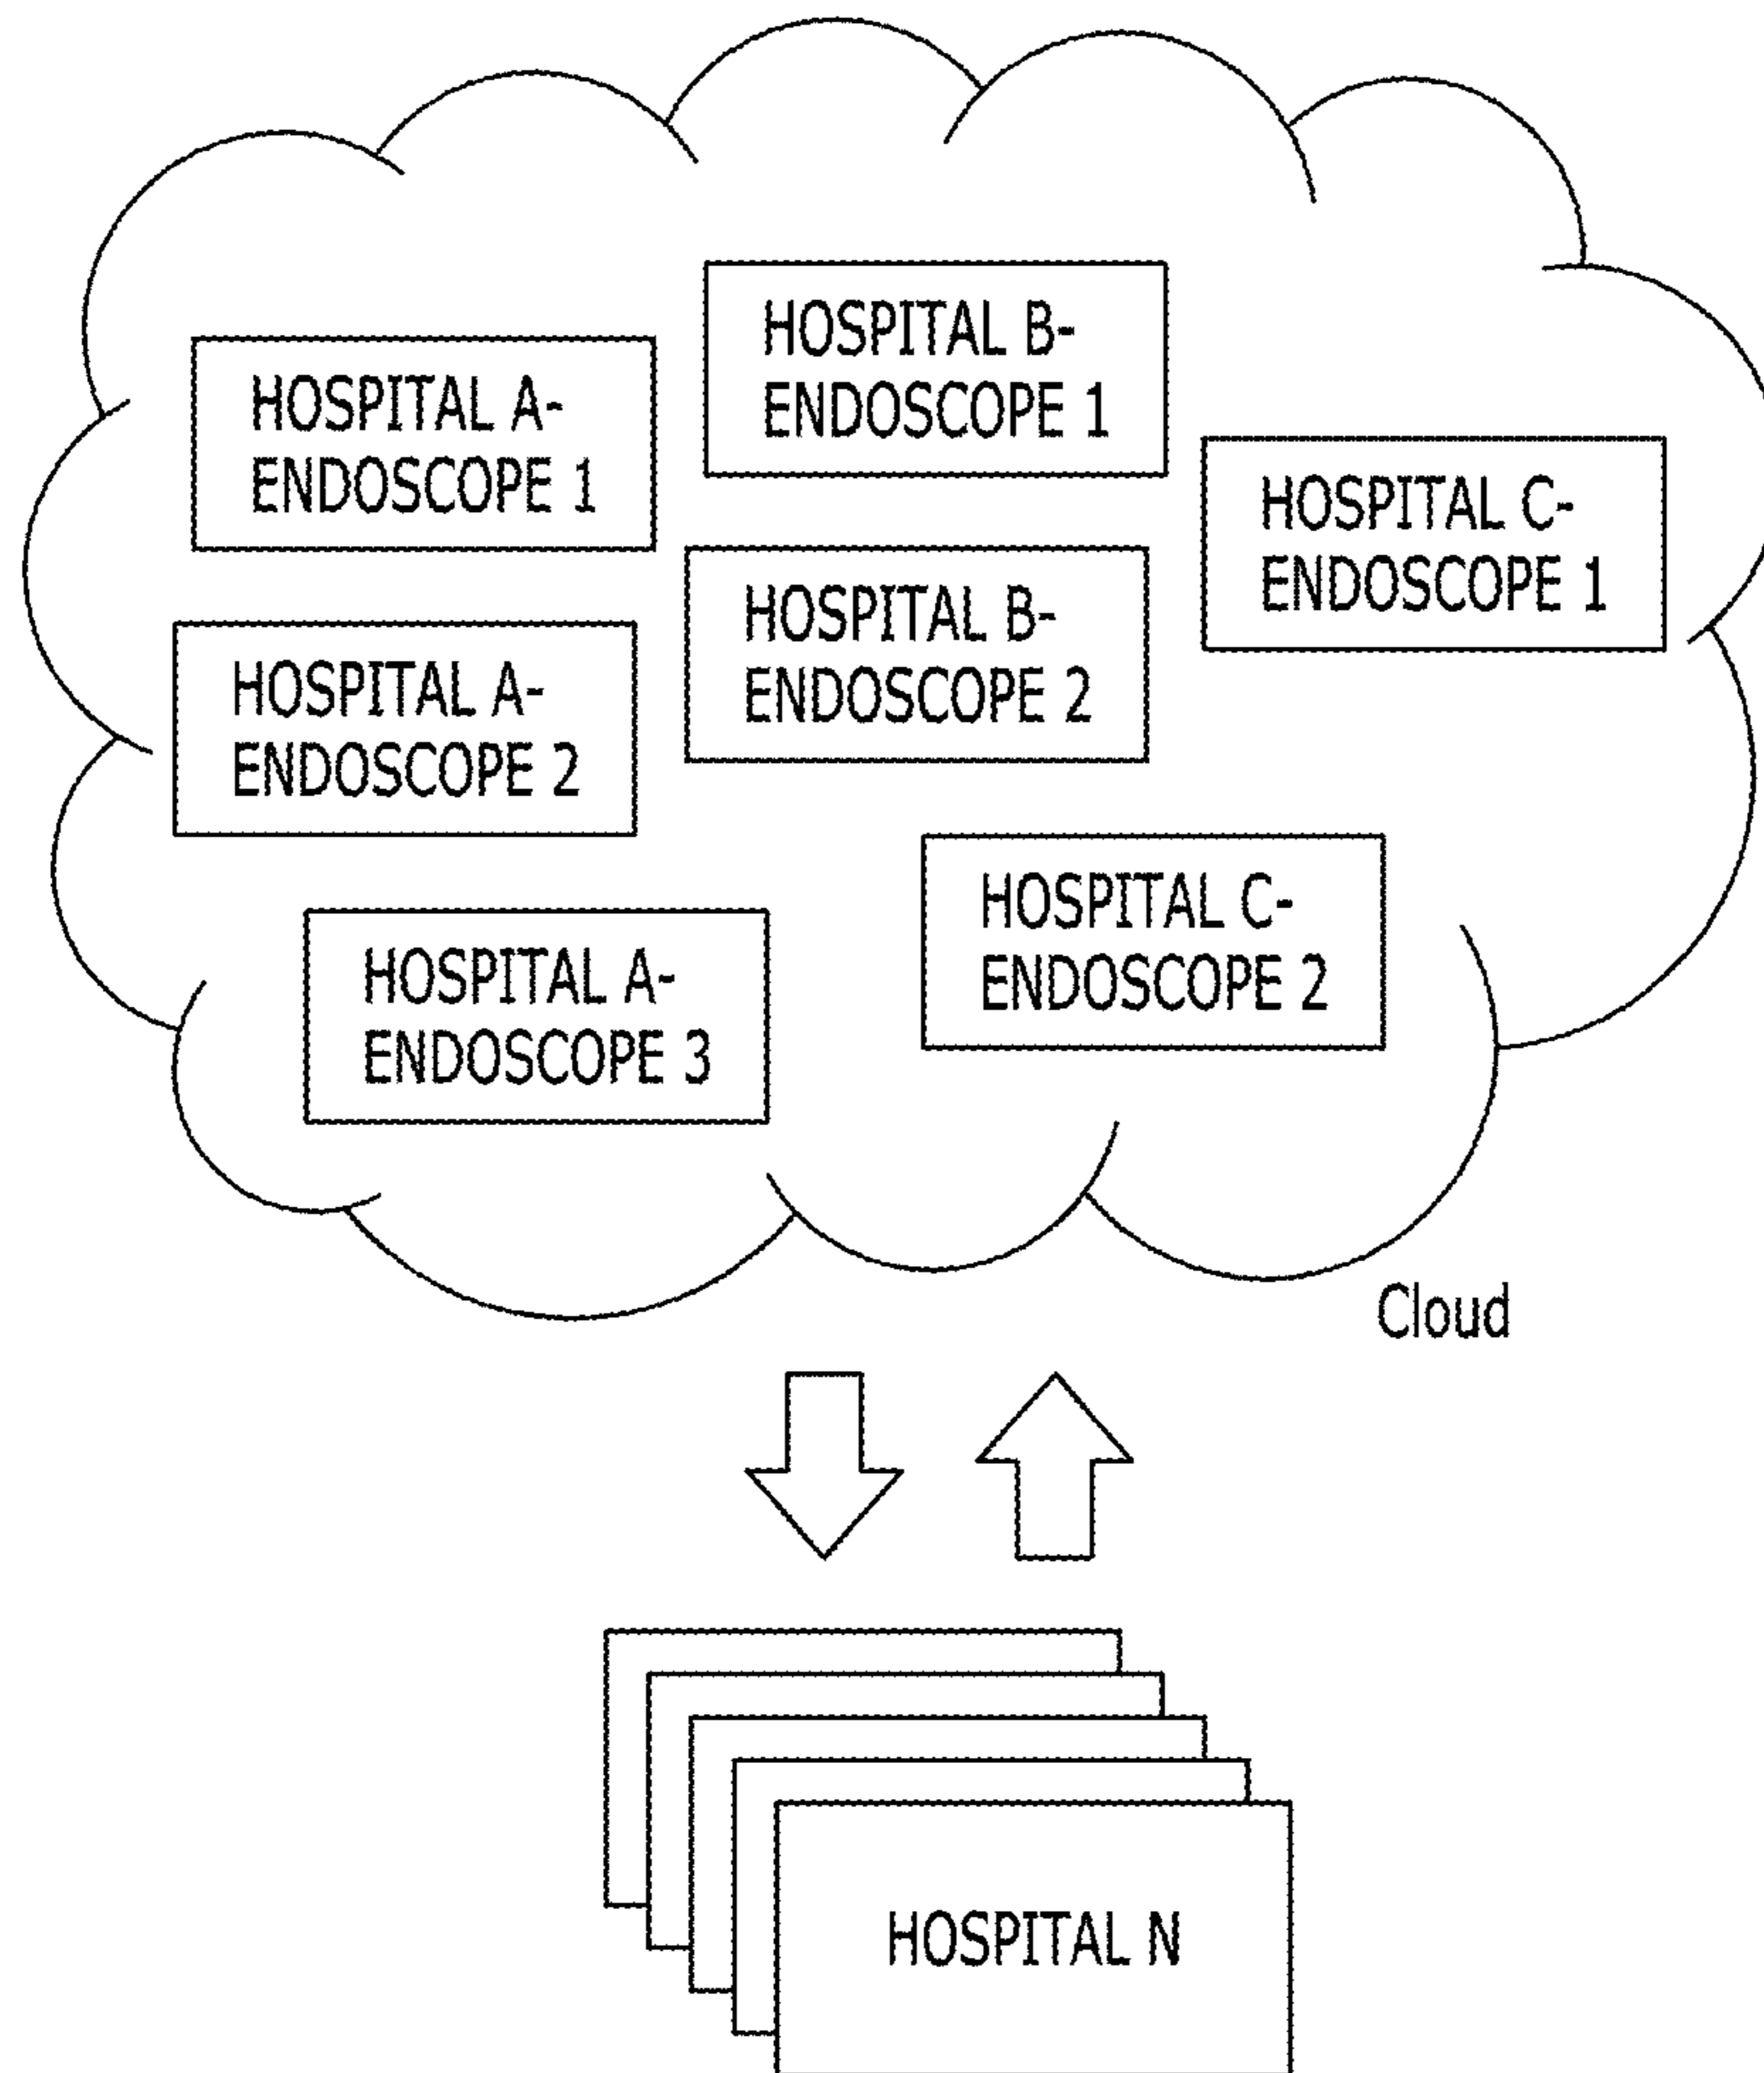 HOSPITAL B-
ENDOSCOPE 1
HOSPITAL A-
ENDOSCOPE 1
HOSPITAL C-
ENDOSCOPE 1
HOSPITAL B-
ENDOSCOPE 2
HOSPITAL A-
ENDOSCOPE 2
HOSPITAL C-
ENDOSCOPE 2
HOSPITAL A-
ENDOSCOPE 3
Cloud
HOSPITAL N